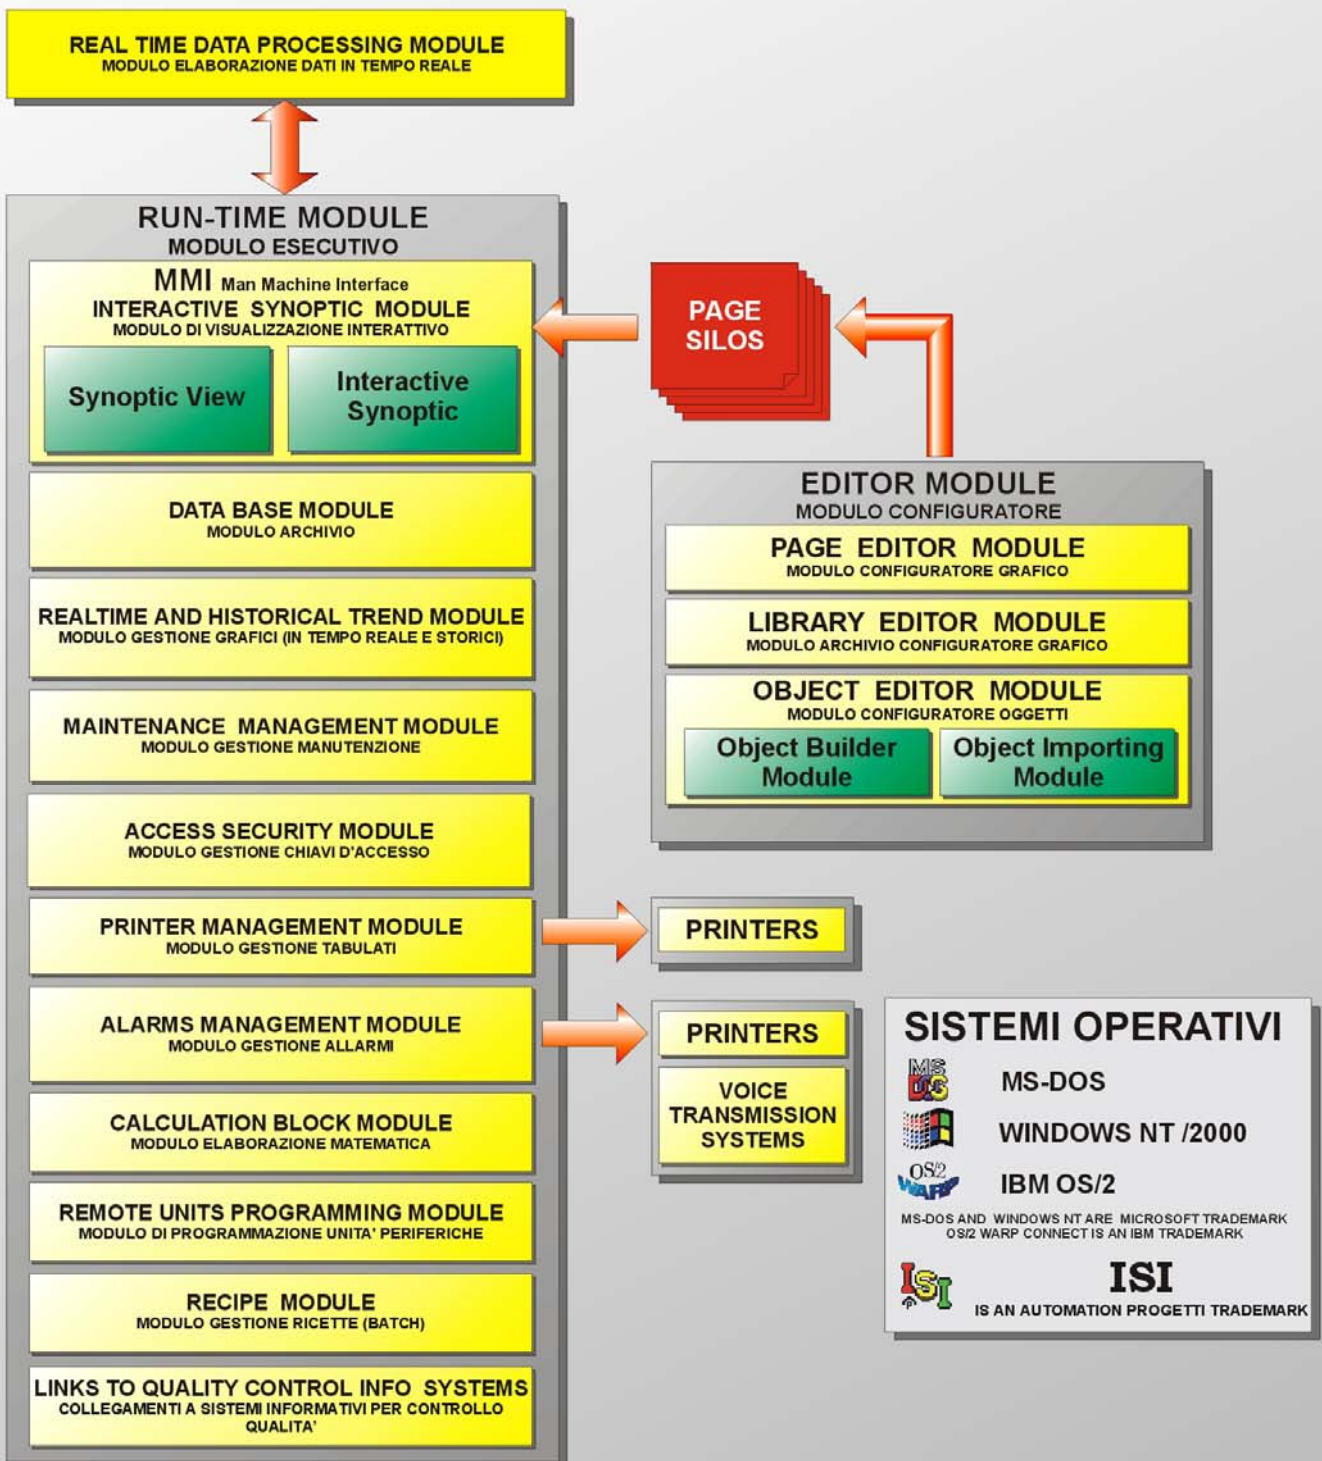 REAL TIME DATA PROCESSING MODULE
MODULO ELABORAZIONE DATI IN TEMPO REALE
RUN-TIME MODULE
MODULO ESECUTIVO
MMI Man Machine Interface
INTERACTIVE SYNOPTIC MODULE
MODULO DI VISUALIZZAZIONE INTERATTIVO
Synoptic View
Interactive
Synoptic
PAGE
SILOS
DATA BASE MODULE
MODULO ARCHIVIO
REALTIME AND HISTORICAL TREND MODULE
MODULO GESTIONE GRAFICI (IN TEMPO REALE E STORICI)
MAINTENANCE MANAGEMENT MODULE
MODULO GESTIONE MANUTENZIONE
ACCESS SECURITY MODULE
MODULO GESTIONE CHIAVI D'ACCESSO
PRINTER MANAGEMENT MODULE
MODULO GESTIONE TABULATI
ALARMS MANAGEMENT MODULE
MODULO GESTIONE ALLARMI
CALCULATION BLOCK MODULE
MODULO ELABORAZIONE MATEMATICA
REMOTE UNITS PROGRAMMING MODULE
MODULO DI PROGRAMMAZIONE UNITA' PERIFERICHE
RECIPE MODULE
MODULO GESTIONE RICETTE (BATCH)
LINKS TO QUALITY CONTROL INFO SYSTEMS
COLLEGAMENTI A SISTEMI INFORMATIVI PER CONTROLLO
QUALITA'
EDITOR MODULE
MODULO CONFIGURATORE
PAGE EDITOR MODULE
MODULO CONFIGURATORE GRAFICO
LIBRARY EDITOR MODULE
MODULO ARCHIVIO CONFIGURATORE GRAFICO
OBJECT EDITOR MODULE
MODULO CONFIGURATORE OGGETTI
Object Builder
Module
Object Importing
Module
PRINTERS
PRINTERS
VOICE
TRANSMISSION
SYSTEMS
SISTEMI OPERATIVI
MS
DOS
MS-DOS
WINDOWS NT /2000
OS/2
WARP
IBM OS/2
MS-DOS AND WINDOWS NT ARE MICROSOFT TRADEMARK
OS/2 WARP CONNECT IS AN IBM TRADEMARK
ISI
ISI
IS AN AUTOMATION PROGETTI TRADEMARK